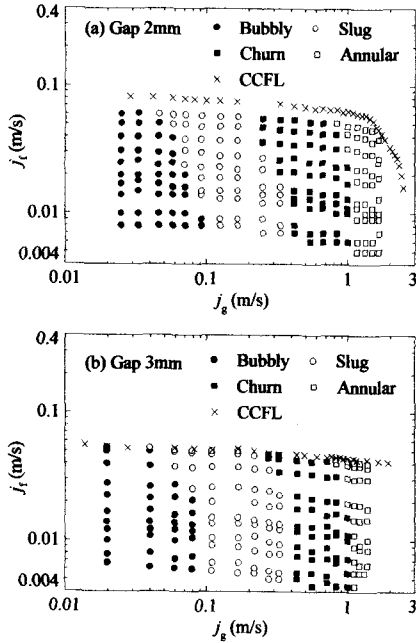 0.4
(a) Gap 2mm
Bubbly
Slug
Churn
Annular
CCFL
0.1
j_f (m/s)
0.01
0.004
0.01
0.1
1
3
j_g (m/s)
0.4
(b) Gap 3mm
Bubbly
Slug
Churn
Annular
CCFL
0.1
j_f (m/s)
0.01
0.004
0.01
0.1
1
3
j_g (m/s)